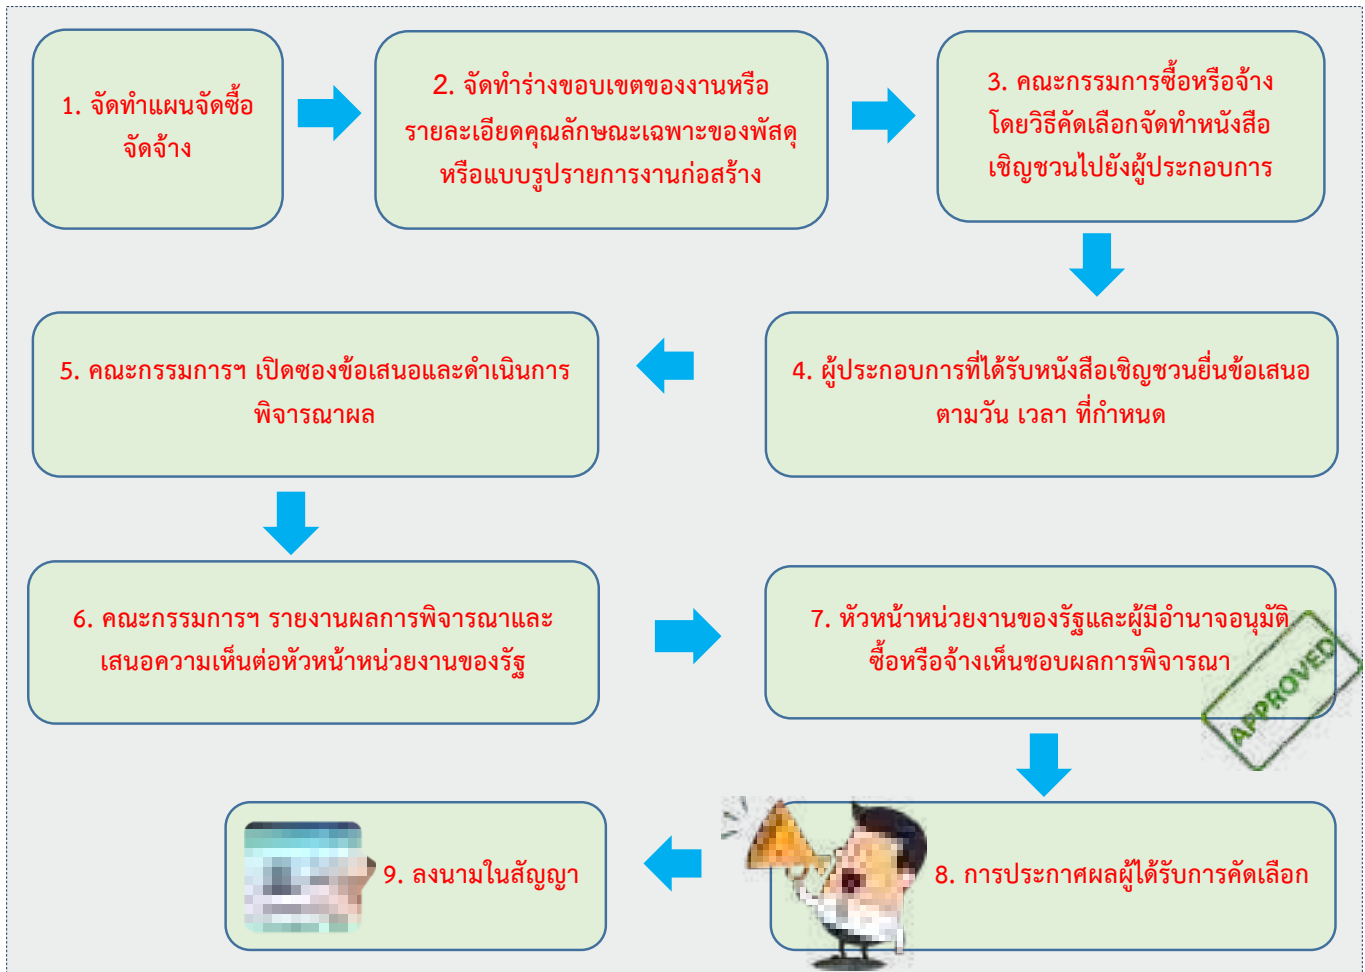 1. จัดทำแผนจัดซื้อ
จัดจ้าง
2. จัดทำร่างขอบเขตของงานหรือ
รายละเอียดคุณลักษณะเฉพาะของพัสดุ
หรือแบบรูปรายการงานก่อสร้าง
3. คณะกรรมการซื้อหรือจ้าง
โดยวิธีคัดเลือกจัดทำหนังสือ
เชิญชวนไปยังผู้ประกอบการ
4. ผู้ประกอบการที่ได้รับหนังสือเชิญชวนยื่นข้อเสนอ
ตามวัน เวลา ที่กำหนด
5. คณะกรรมการฯ เปิดซองข้อเสนอและดำเนินการ
พิจารณาผล
6. คณะกรรมการฯ รายงานผลการพิจารณาและ
เสนอความเห็นต่อหัวหน้าหน่วยงานของรัฐ
7. หัวหน้าหน่วยงานของรัฐและผู้มีอำนาจอนุมัติ
ซื้อหรือจ้างเห็นชอบผลการพิจารณา
APPROVED
8. การประกาศผลผู้ได้รับการคัดเลือก
9. ลงนามในสัญญา